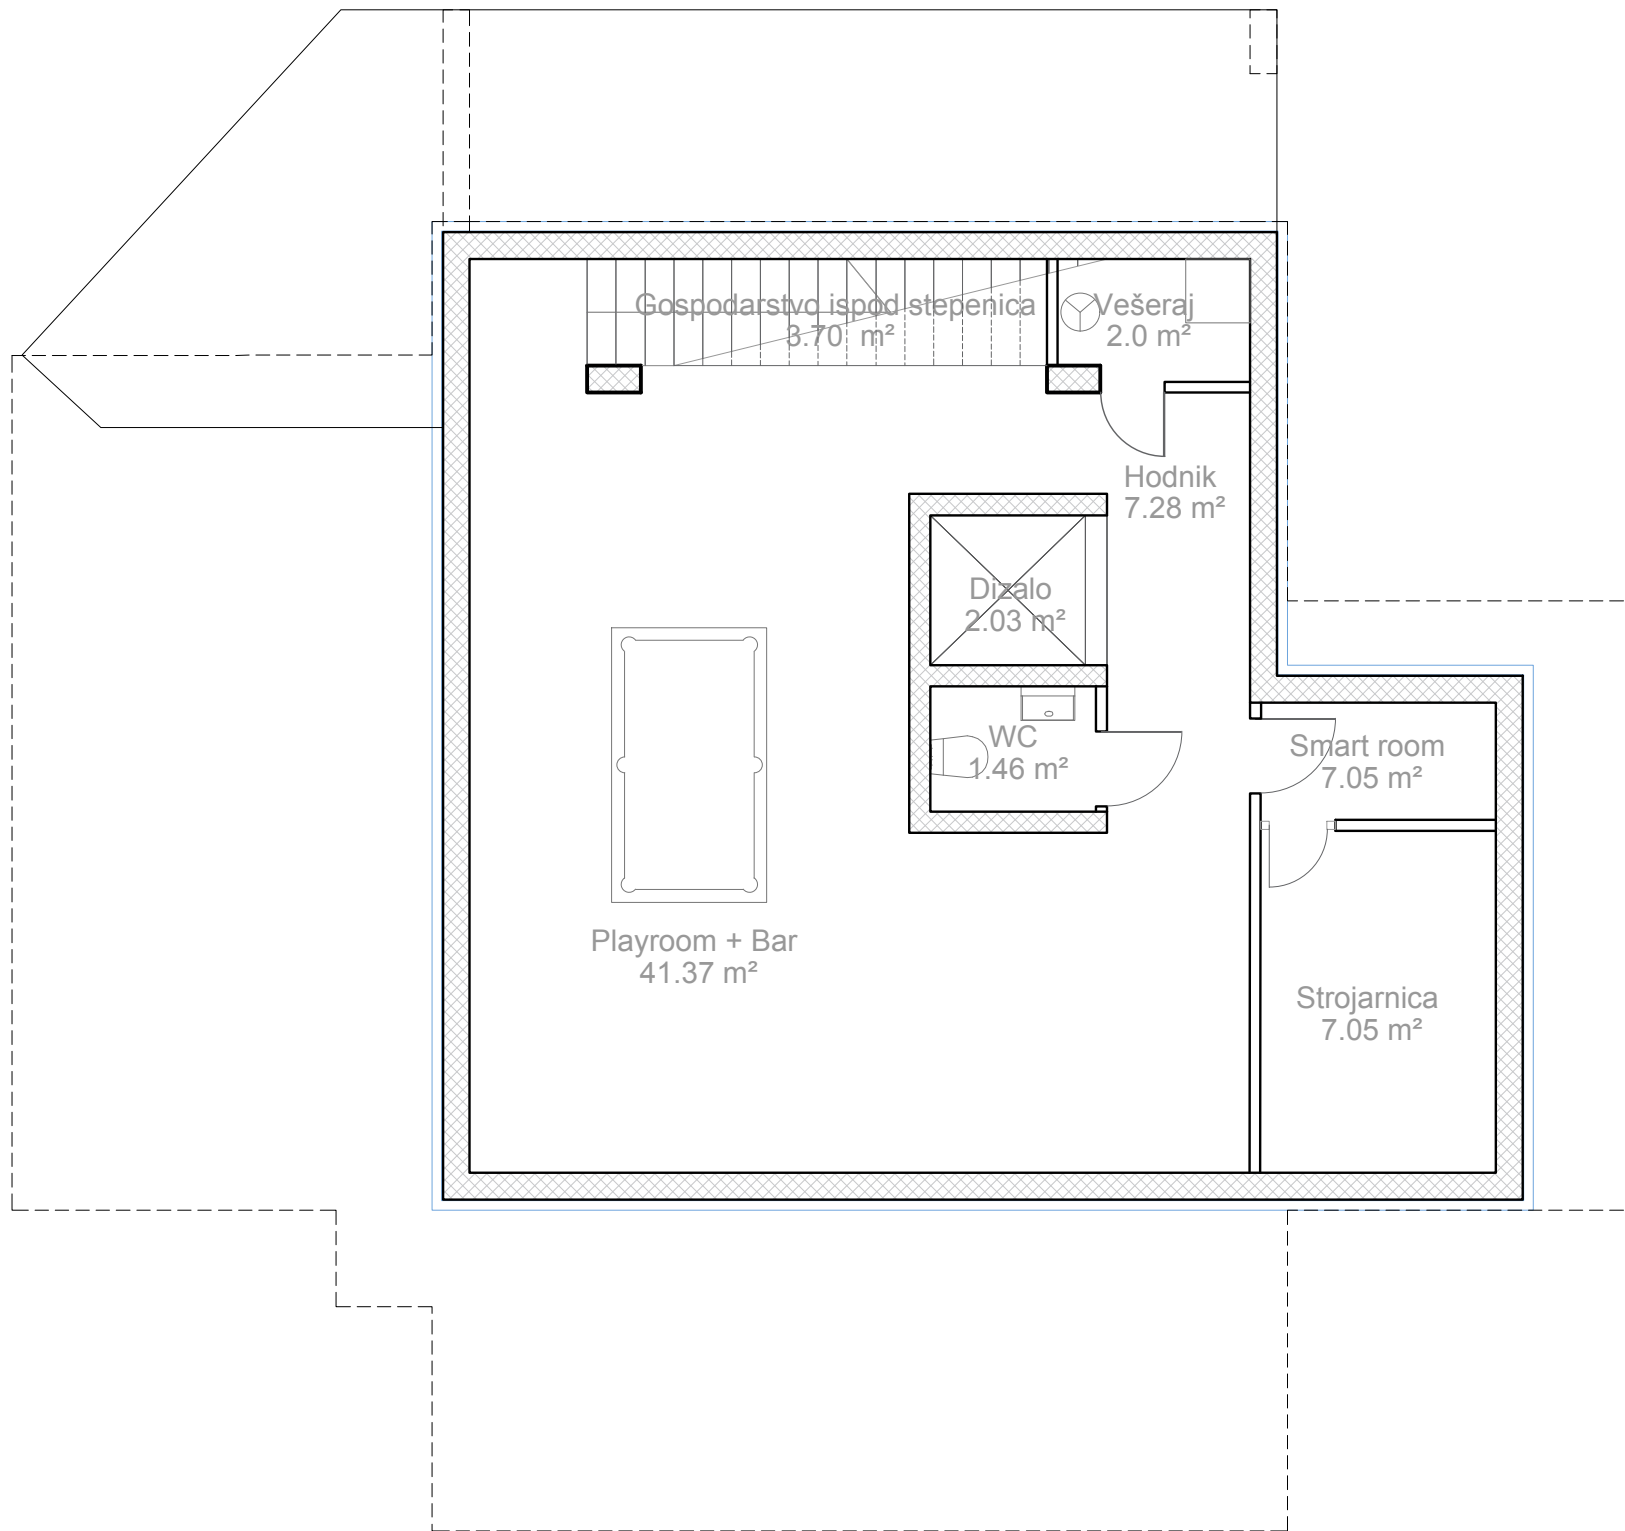 Gospodarstvo ispod stepenica
3.70 m²
Vešeraj
2.0 m²
Hodnik
7.28 m²
Dizalo
2.03 m²
WC
1.46 m²
Smart room
7.05 m²
Playroom + Bar
41.37 m²
Strojarnica
7.05 m²